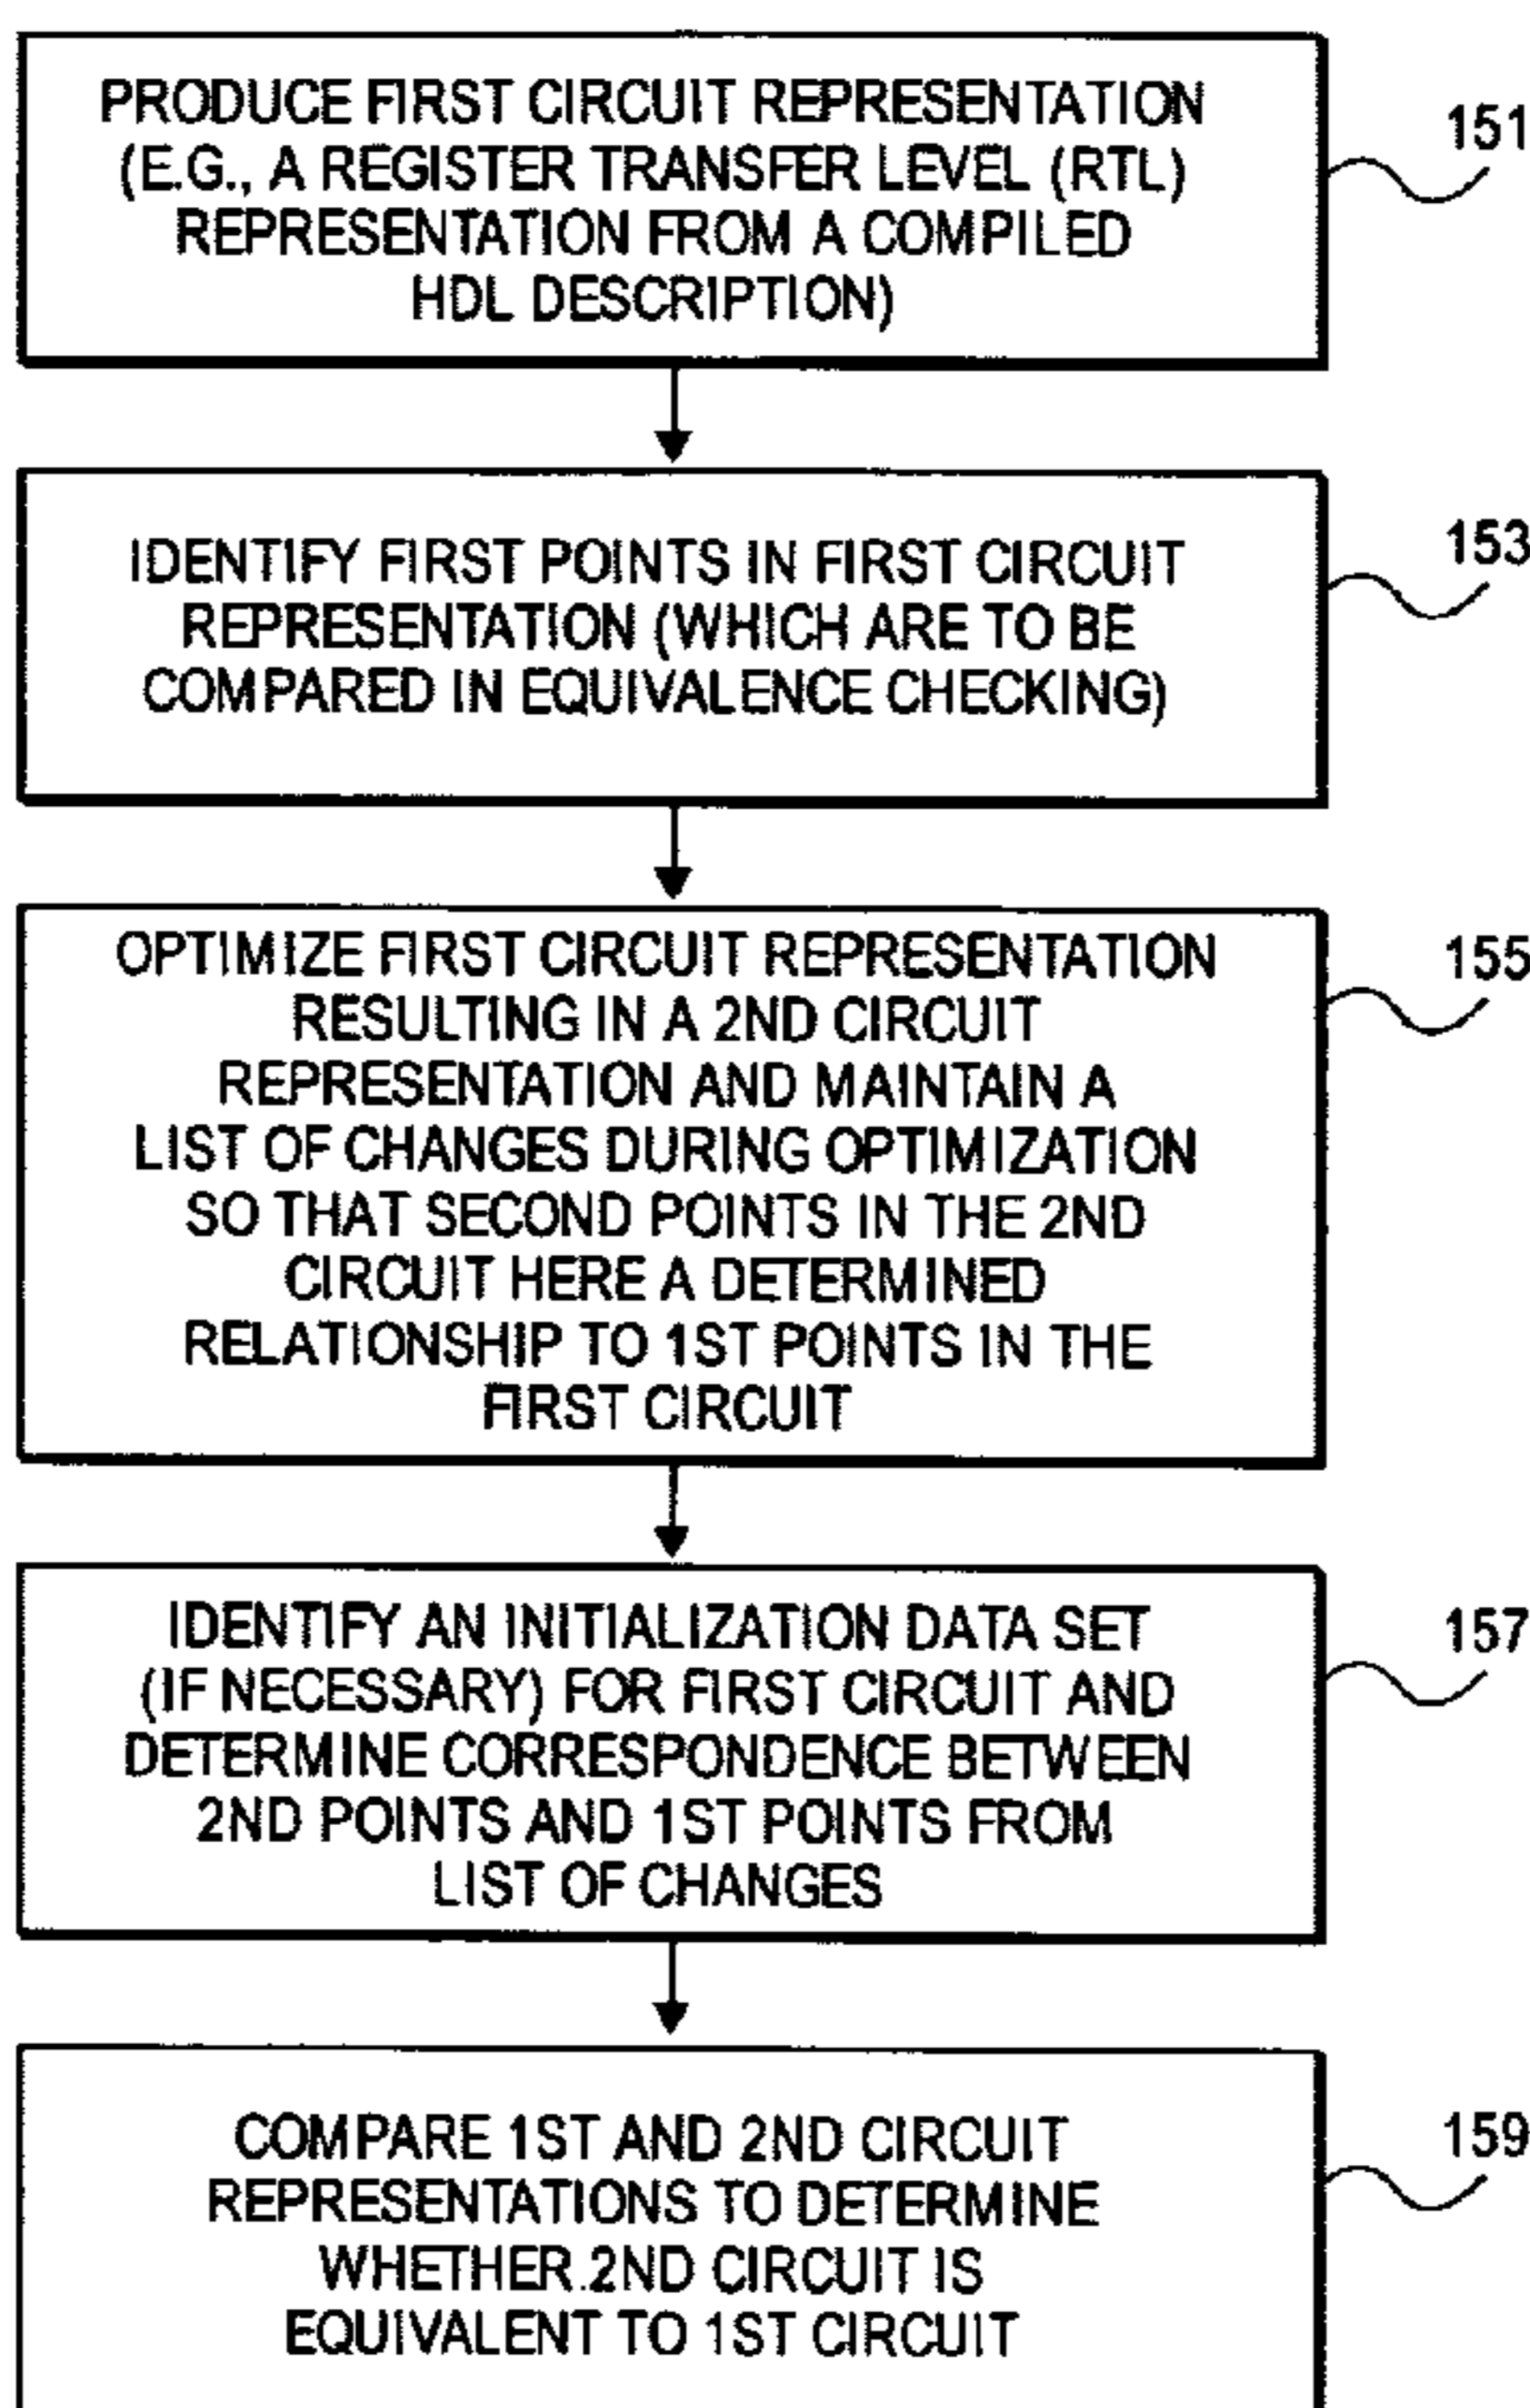 PRODUCE FIRST CIRCUIT REPRESENTATION
(E.G., A REGISTER TRANSFER LEVEL (RTL)
REPRESENTATION FROM A COMPILED
HDL DESCRIPTION)
151
IDENTIFY FIRST POINTS IN FIRST CIRCUIT
REPRESENTATION (WHICH ARE TO BE
COMPARED IN EQUIVALENCE CHECKING)
153
OPTIMIZE FIRST CIRCUIT REPRESENTATION
RESULTING IN A 2ND CIRCUIT
REPRESENTATION AND MAINTAIN A
LIST OF CHANGES DURING OPTIMIZATION
SO THAT SECOND POINTS IN THE 2ND
CIRCUIT HERE A DETERMINED
RELATIONSHIP TO 1ST POINTS IN THE
FIRST CIRCUIT
155
IDENTIFY AN INITIALIZATION DATA SET
(IF NECESSARY) FOR FIRST CIRCUIT AND
DETERMINE CORRESPONDENCE BETWEEN
2ND POINTS AND 1ST POINTS FROM
LIST OF CHANGES
157
COMPARE 1ST AND 2ND CIRCUIT
REPRESENTATIONS TO DETERMINE
WHETHER.2ND CIRCUIT IS
EQUIVALENT TO 1ST CIRCUIT
159